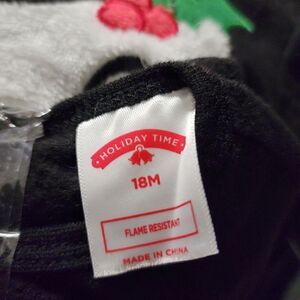 • HOLIDAY TIME •
18M
FLAME RESISTANT
MADE IN CHINA